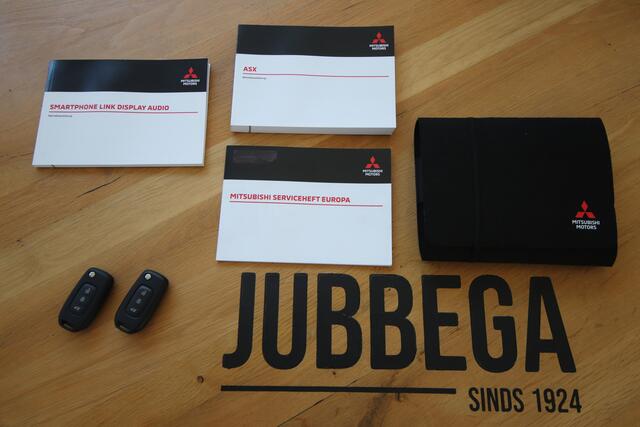 MITSUBISHI
MOTORS
SMARTPHONE LINK DISPLAY AUDIO
MITSUBISHI
MOTORS
ASX
MITSUBISHI
MOTORS
MITSUBISHI SERVICEHEFT EUROPA
MITSUBISHI
MOTORS
JUBBEGA
SINDS 1924